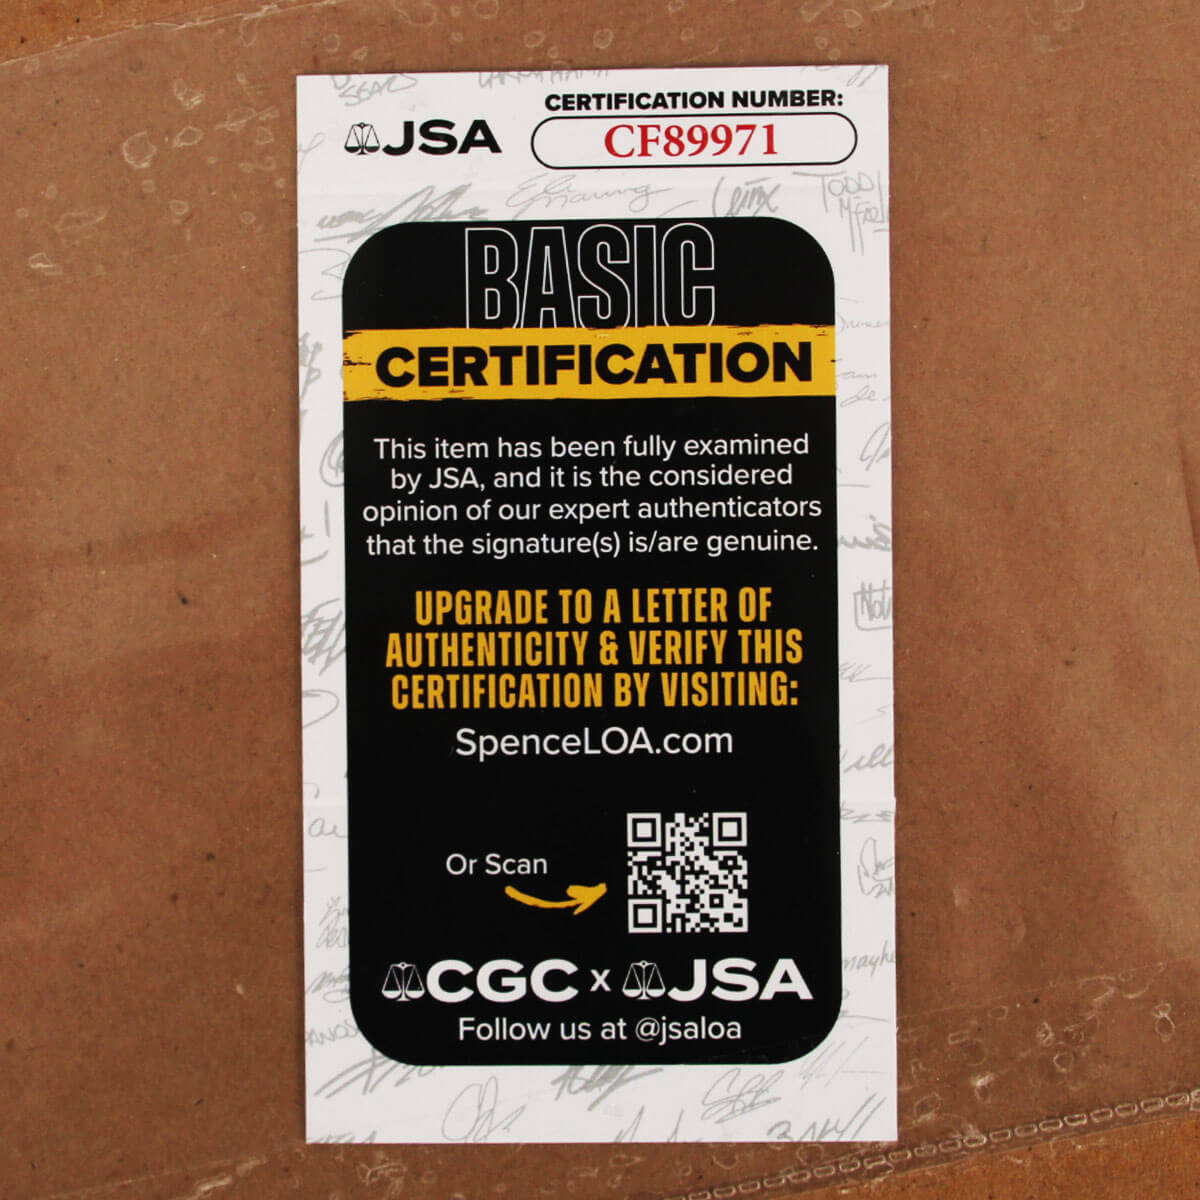 CERTIFICATION NUMBER:
JSA
CF89971
BASIC
CERTIFICATION
This item has been fully examined
by JSA, and it is the considered
opinion of our expert authenticators
that the signature(s) is/are genuine.
UPGRADE TO A LETTER OF
AUTHENTICITY & VERIFY THIS
CERTIFICATION BY VISITING:
SpenceLOA.com
Or Scan
CGC x JSA
Follow us at @jsaloa